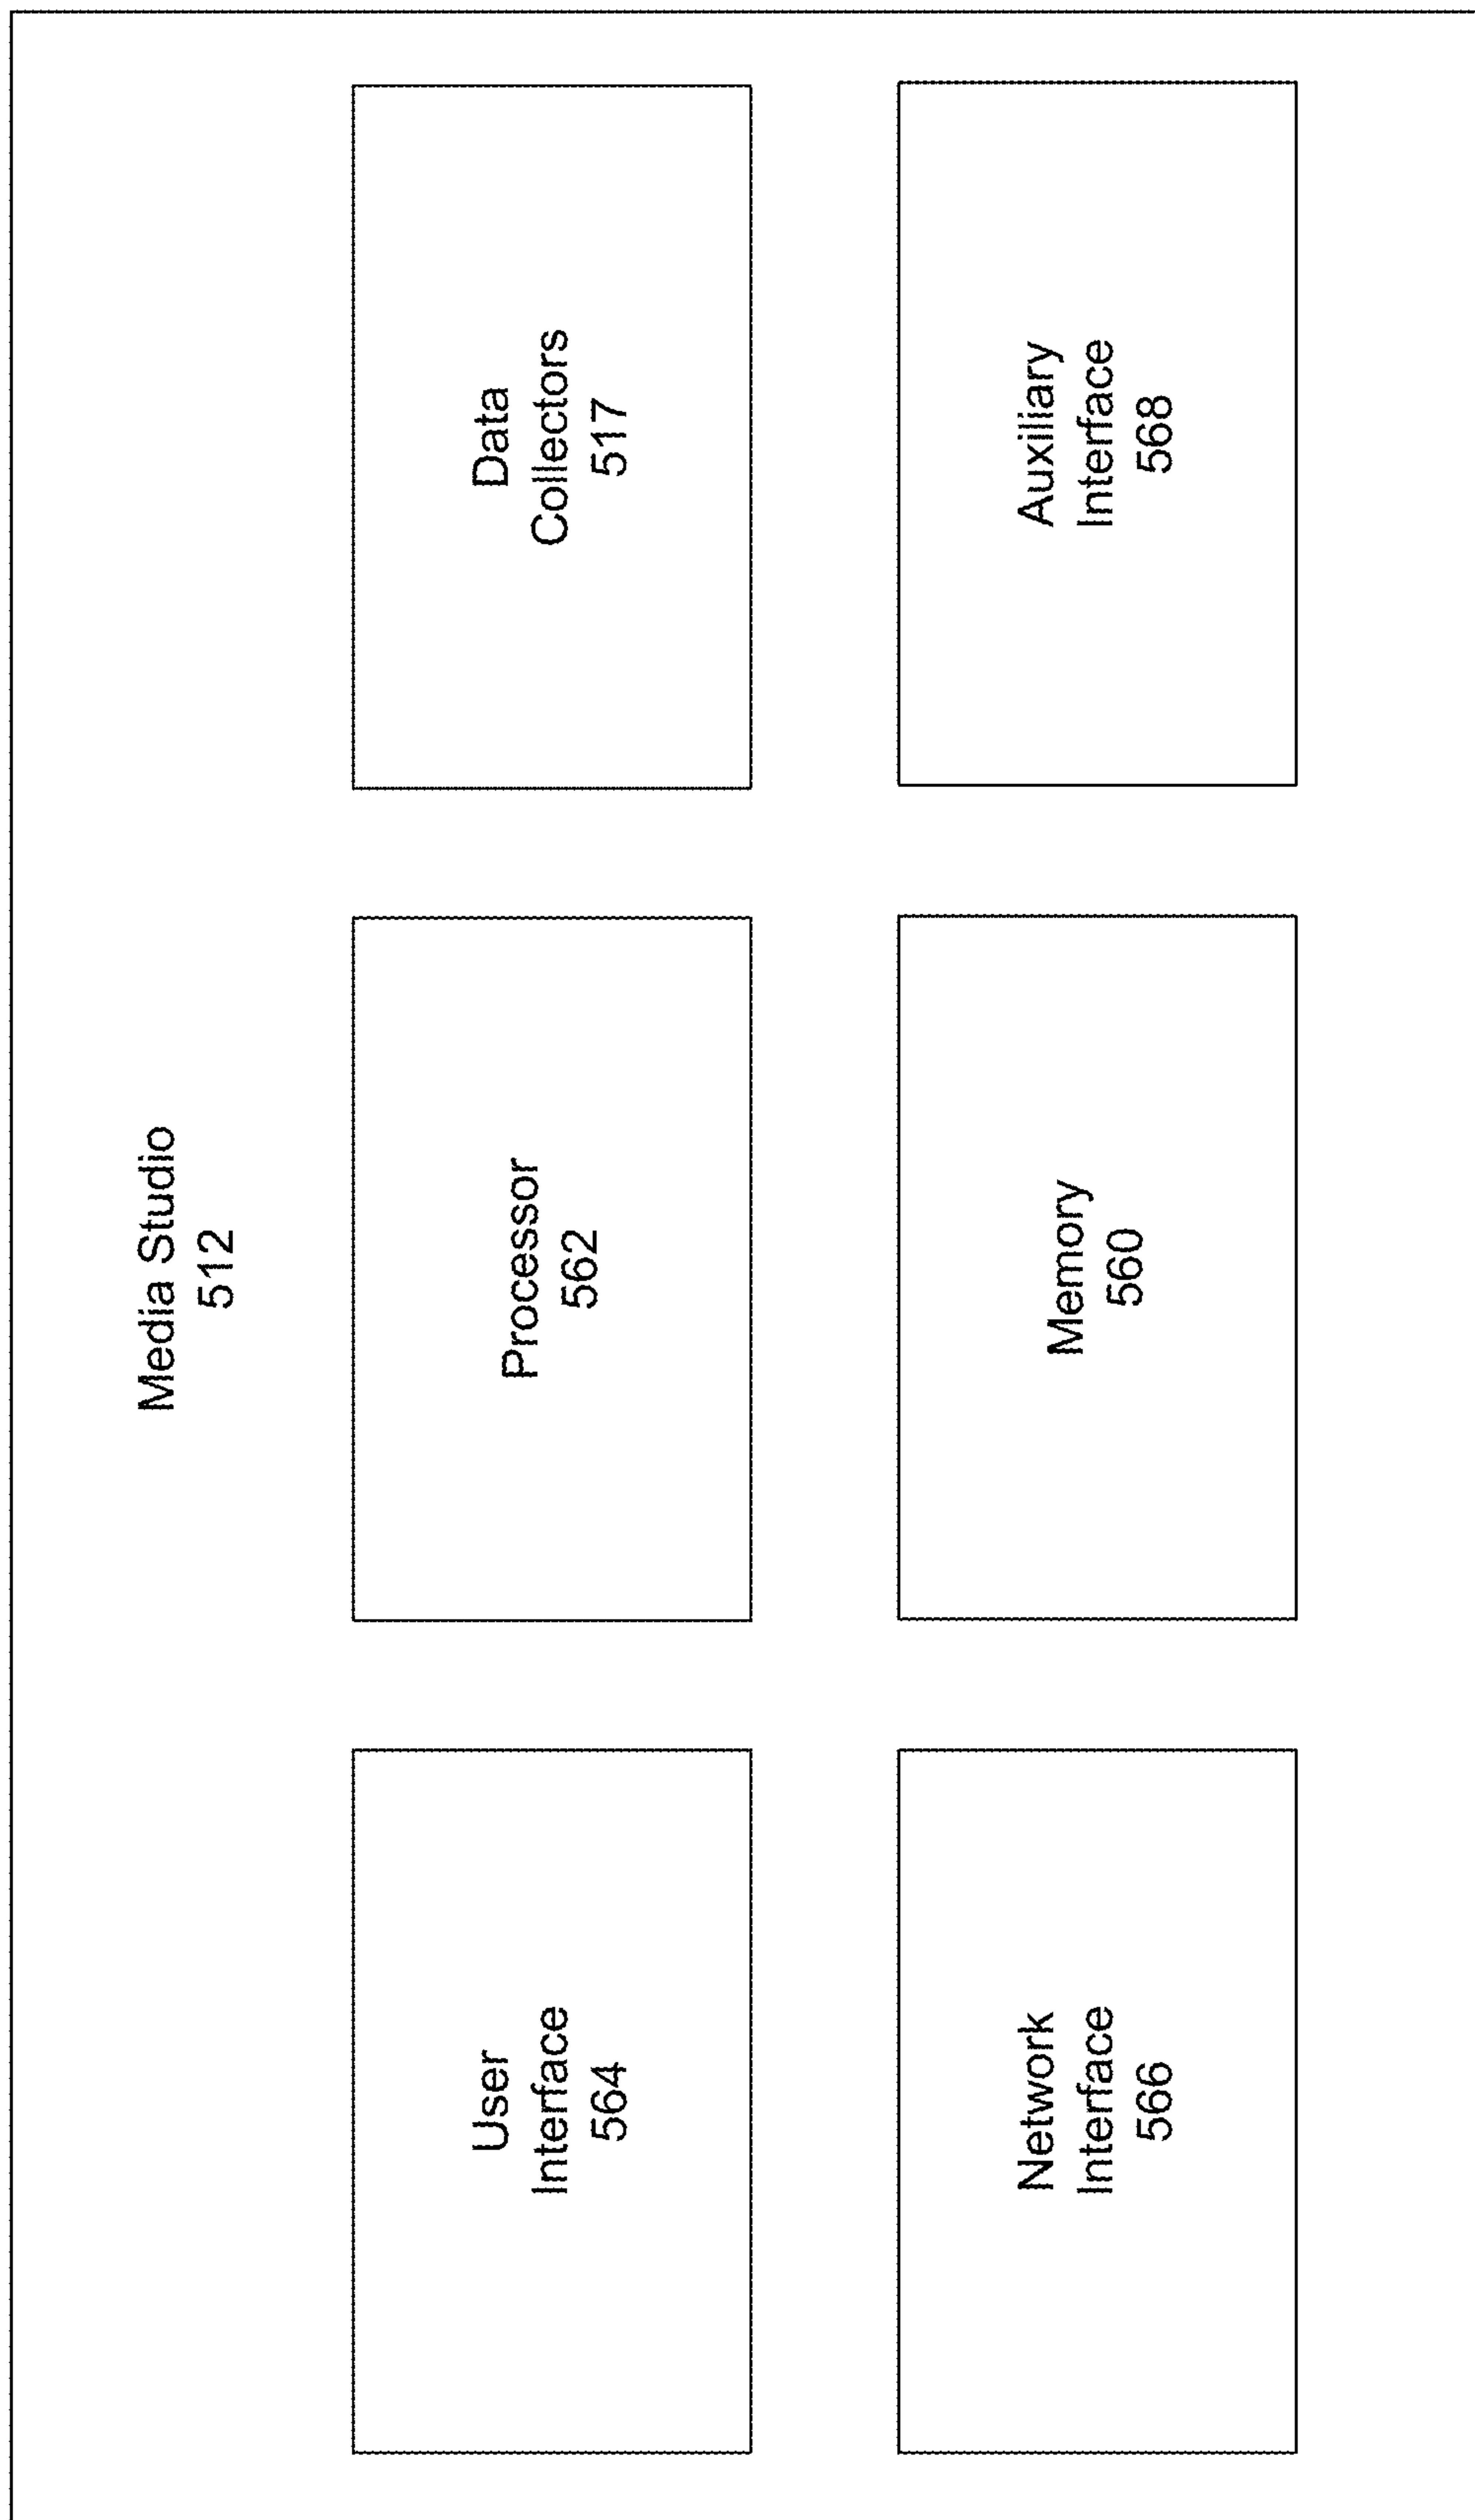 Media Studio
512
User
Interface
564
Processor
562
Data
Collectors
517
Network
Interface
566
Memory
560
Auxiliary
Interface
568